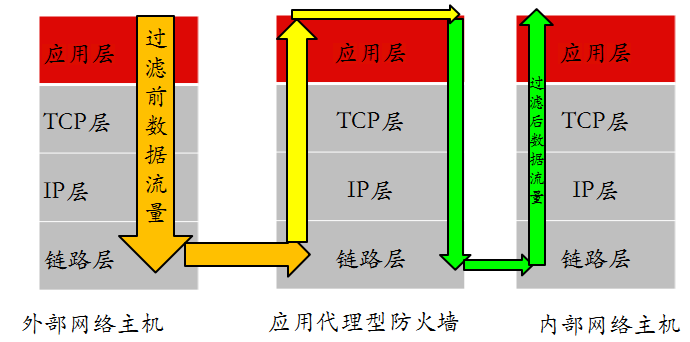 应用层
TCP层
IP层
链路层
过滤前数据流量
外部网络主机
应用层
TCP层
IP层
链路层
应用代理型防火墙
应用层
TCP层
IP层
链路层
过滤后数据流量
内部网络主机